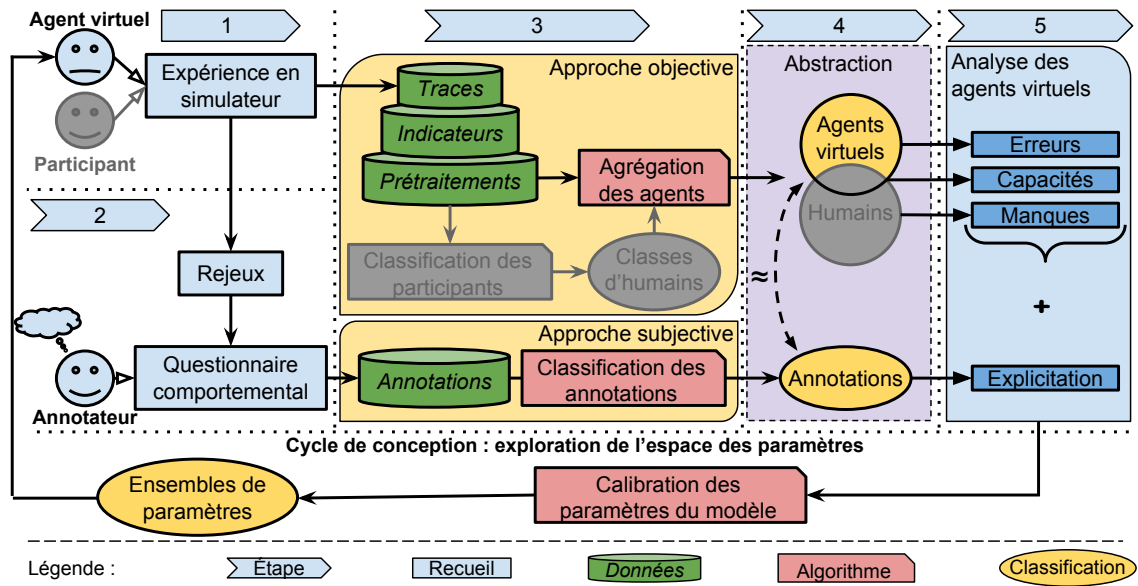 Agent virtuel
1
3
4
5
Expérience en
simulateur
Participant
Approche objective
Traces
Indicateurs
Prétraitements
Agrégation
des agents
Classification des
participants
Classes
d'humains
Abstraction
Agents
virtuels
Humains
≈
Analyse des
agents virtuels
Erreurs
Capacités
Manques
+
2
Rejeux
Approche subjective
Questionnaire
comportemental
Annotateur
Annotations
Classification des
annotations
Annotations
Explicitation
Cycle de conception : exploration de l'espace des paramètres
Ensembles de
paramètres
Calibration des
paramètres du modèle
Légende :
Étape
Recueil
Données
Algorithme
Classification